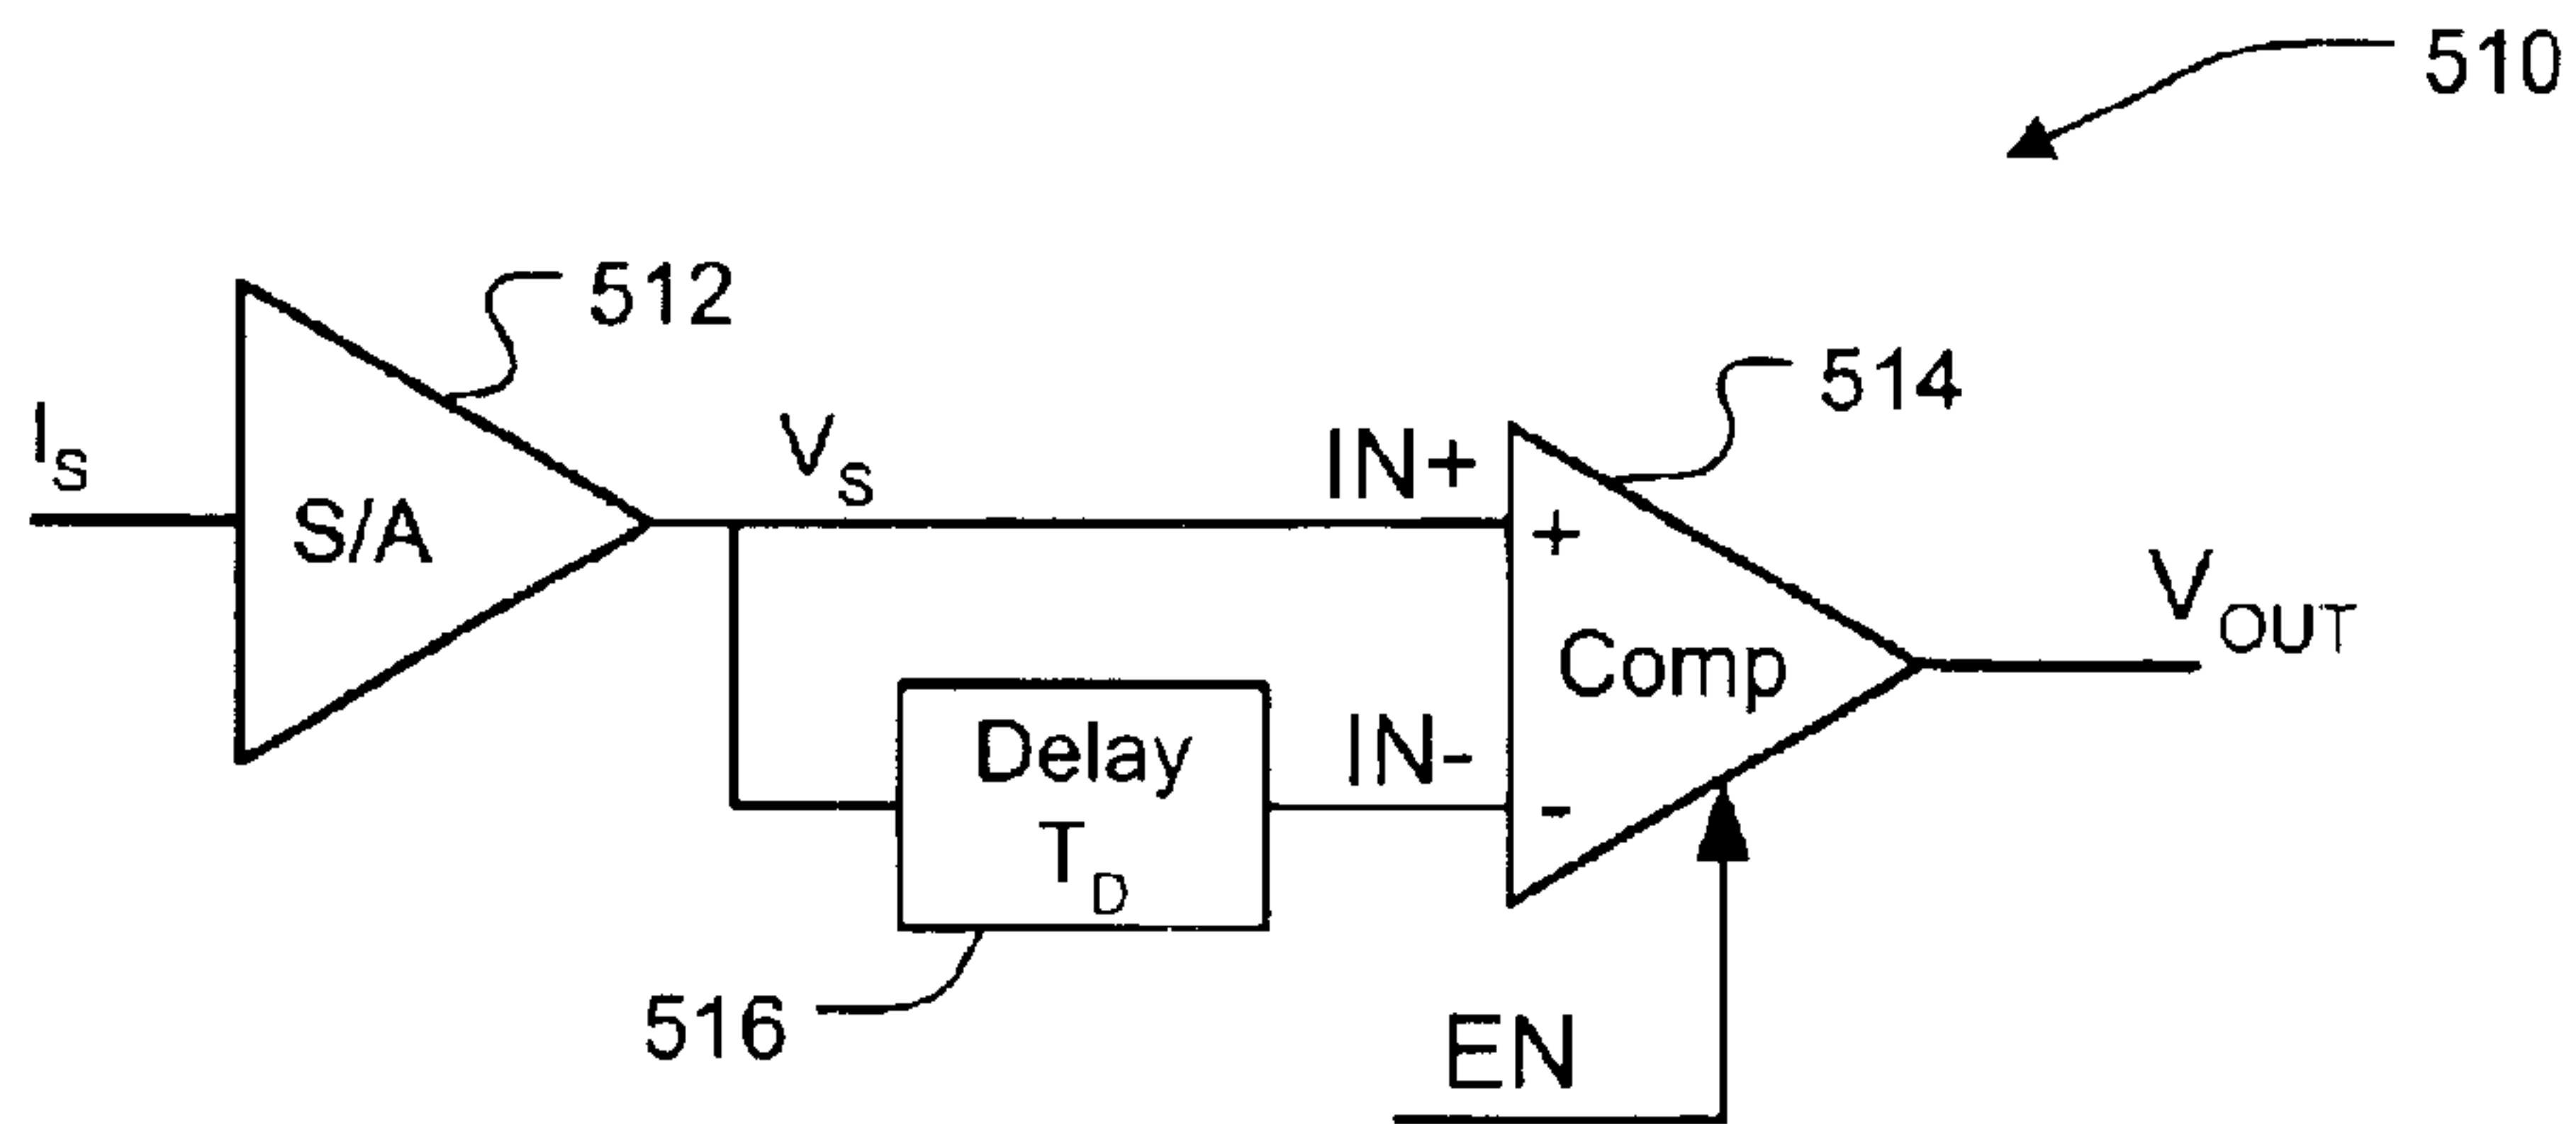 510
512
514
I_S
S/A
V_S
IN+
+
Comp
V_OUT
Delay
T_D
IN-
-
516
EN